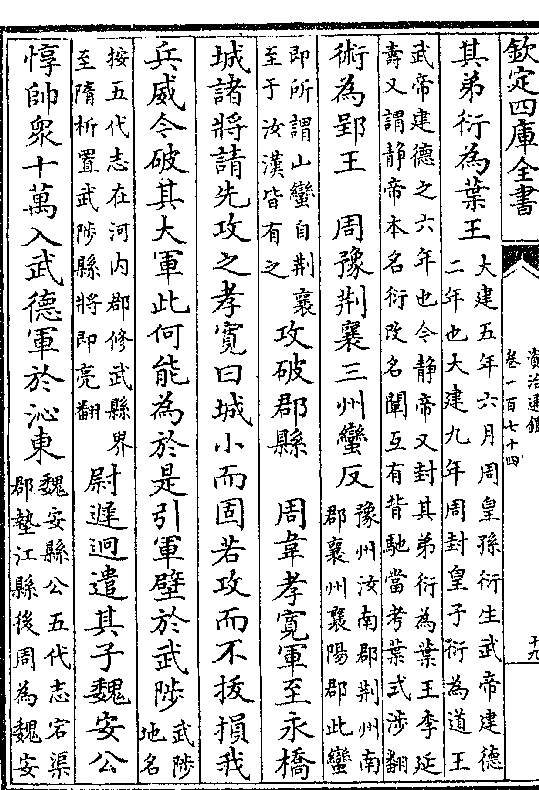 欽定四庫全書
資治通鑑
卷一百七十四
十九
其弟衍為葉王
大建五年六月周皇孫衍生武帝建德
二年也大建九年周封皇子衍為道王
武帝建德之六年也令静帝又封其弟衍為葉王李延
壽又謂静帝本名衍改名闡互有背馳當考葉式涉翻
術為郢王　周豫荆襄三州蠻反
豫州汝南郡荆州南
郡襄州襄陽郡此蠻
即所謂山蠻自荆襄
至于汝漢皆有之
攻破郡縣　周韋孝寛軍至永橋
城諸將請先攻之孝寛曰城小而固若攻而不拔損我
兵威今破其大軍此何能為於是引軍壁於武陟
武陟
地名
按五代志在河内郡修武縣界
至隋析置武陟縣將即亮翻
尉遲迥遣其子魏安公
惇帥衆十萬入武德軍於沁東
魏安縣公五代志宕渠
郡墊江縣後周為魏安